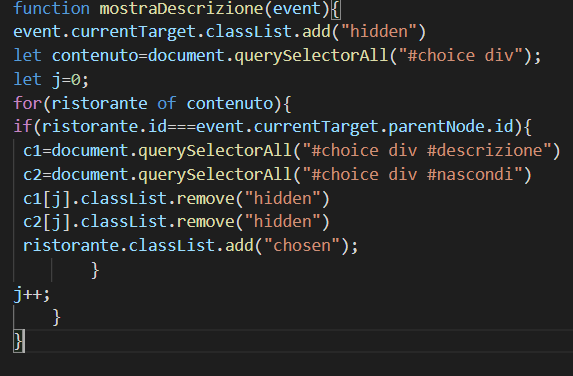 function mostraDescrizione(event){
event.currentTarget.classList.add("hidden")
let contenuto=document.querySelectorAll("#choice div");
let j=0;
for(ristorante of contenuto){
if(ristorante.id===event.currentTarget.parentNode.id){
c1=document.querySelectorAll("#choice div #descrizione")
c2=document.querySelectorAll("#choice div #nascondi")
c1[j].classList.remove("hidden")
c2[j].classList.remove("hidden")
ristorante.classList.add("chosen");
}
j++;
}
}